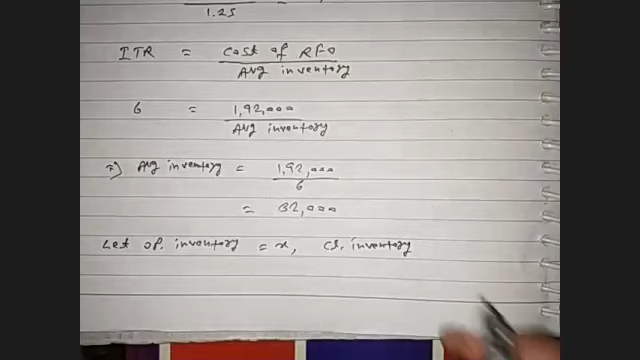 1.25
ITR = Cost of RFO
Avg inventory
6 = 1,92,000
Avg inventory
=) Avg inventory = 1,92,000
6
= 32,000
Let op. inventory = x, cl. inventory